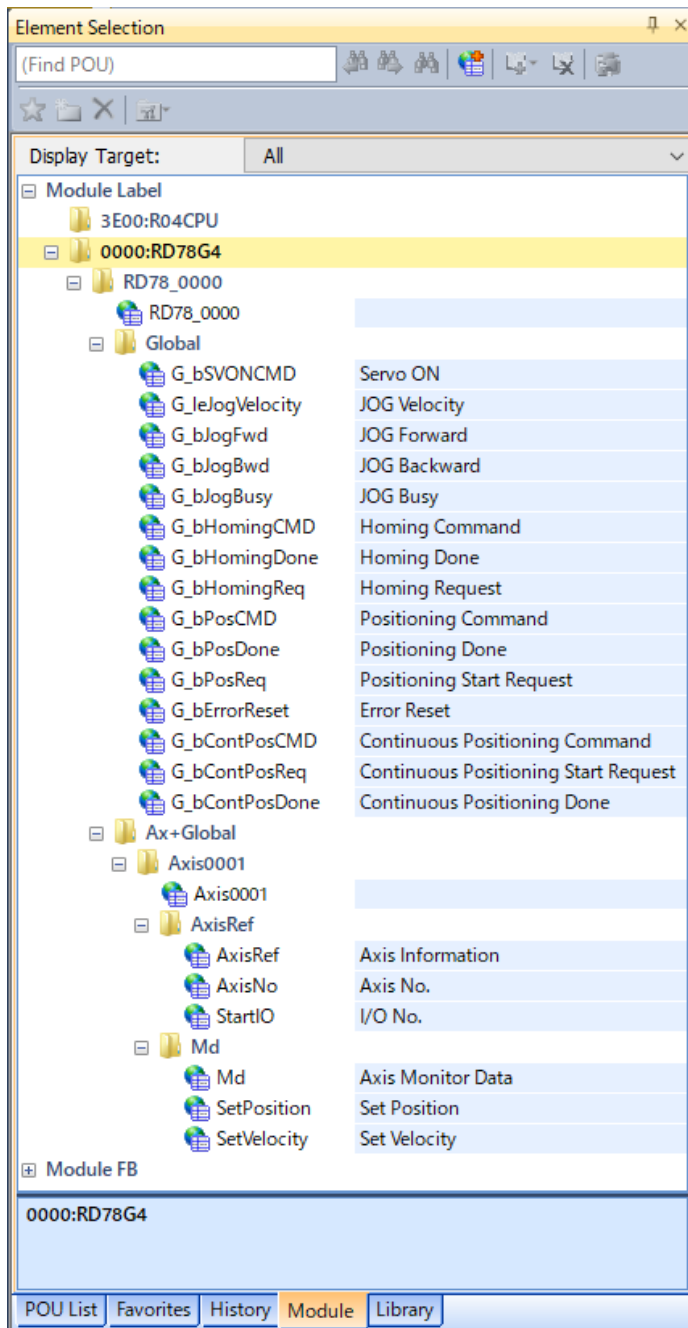 Element Selection
(Find POU)
Display Target: All
Module Label
3E00:R04CPU
0000:RD78G4
RD78_0000
RD78_0000
Global
G_bSVONCMD Servo ON
G_leJogVelocity JOG Velocity
G_bJogFwd JOG Forward
G_bJogBwd JOG Backward
G_bJogBusy JOG Busy
G_bHomingCMD Homing Command
G_bHomingDone Homing Done
G_bHomingReq Homing Request
G_bPosCMD Positioning Command
G_bPosDone Positioning Done
G_bPosReq Positioning Start Request
G_bErrorReset Error Reset
G_bContPosCMD Continuous Positioning Command
G_bContPosReq Continuous Positioning Start Request
G_bContPosDone Continuous Positioning Done
Ax+Global
Axis0001
Axis0001
AxisRef
AxisRef Axis Information
AxisNo Axis No.
StartIO I/O No.
Md
Md Axis Monitor Data
SetPosition Set Position
SetVelocity Set Velocity
Module FB
0000:RD78G4
POU List Favorites History Module Library